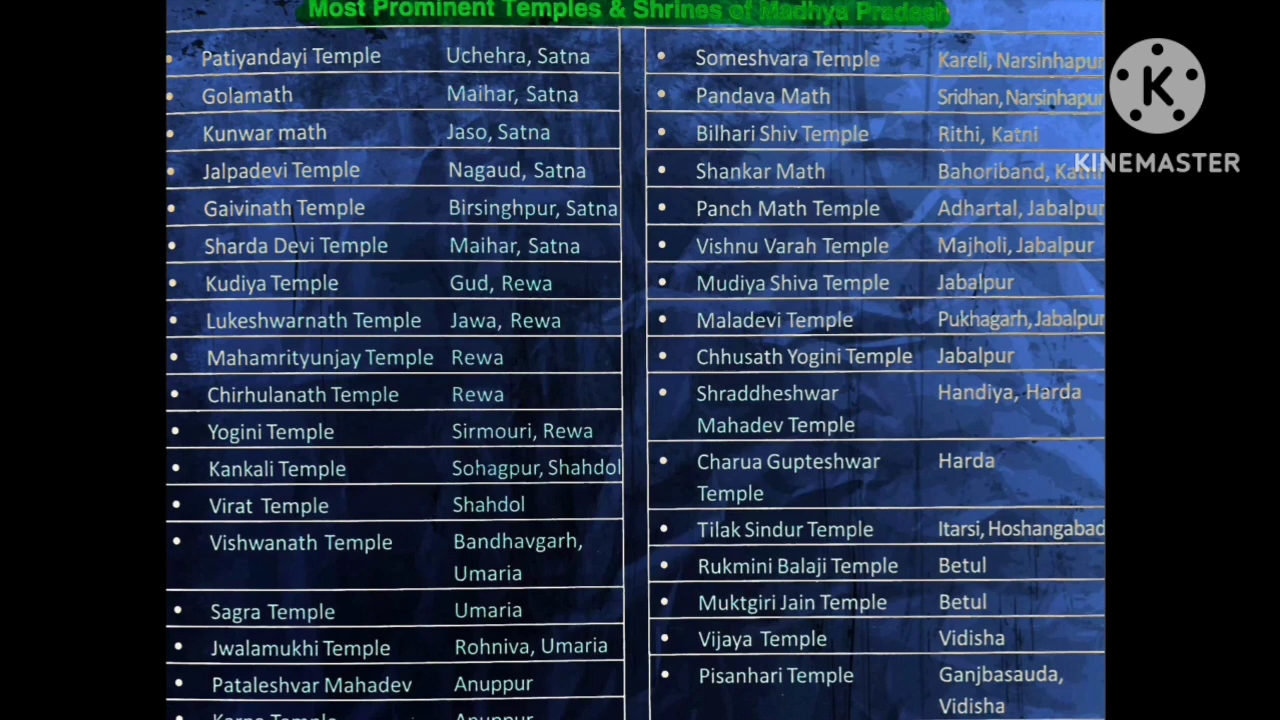 Most Prominent Temples & Shrines of Madhya Pradesh
Patiyandayi Temple Uchehra, Satna
Golamath Maihar, Satna
Kunwar math Jaso, Satna
Jalpadevi Temple Nagaud, Satna
Gaivinath Temple Birsinghpur, Satna
Sharda Devi Temple Maihar, Satna
Kudiya Temple Gud, Rewa
Lukeshwarnath Temple Jawa, Rewa
Mahamrityunjay Temple Rewa
Chirhulanath Temple Rewa
Yogini Temple Sirmouri, Rewa
Kankali Temple Sohagpur, Shahdol
Virat Temple Shahdol
Vishwanath Temple Bandhavgarh,
Umaria
Sagra Temple Umaria
Jwalamukhi Temple Rohniva, Umaria
Pataleshvar Mahadev Anuppur
Karna Temple Anuppur
Someshvara Temple Kareli, Narsinhapur
Pandava Math Sridhan, Narsinhapur
Bilhari Shiv Temple Rithi, Katni
Shankar Math Bahoriband, Katni
Panch Math Temple Adhartal, Jabalpur
Vishnu Varah Temple Majholi, Jabalpur
Mudiya Shiva Temple Jabalpur
Maladevi Temple Pukhagarh, Jabalpur
Chhusath Yogini Temple Jabalpur
Shraddheshwar Handiya, Harda
Mahadev Temple
Charua Gupteshwar Harda
Temple
Tilak Sindur Temple Itarsi, Hoshangabad
Rukmini Balaji Temple Betul
Muktgiri Jain Temple Betul
Vijaya Temple Vidisha
Pisanhari Temple Ganjbasauda,
Vidisha
K
KINEMASTER